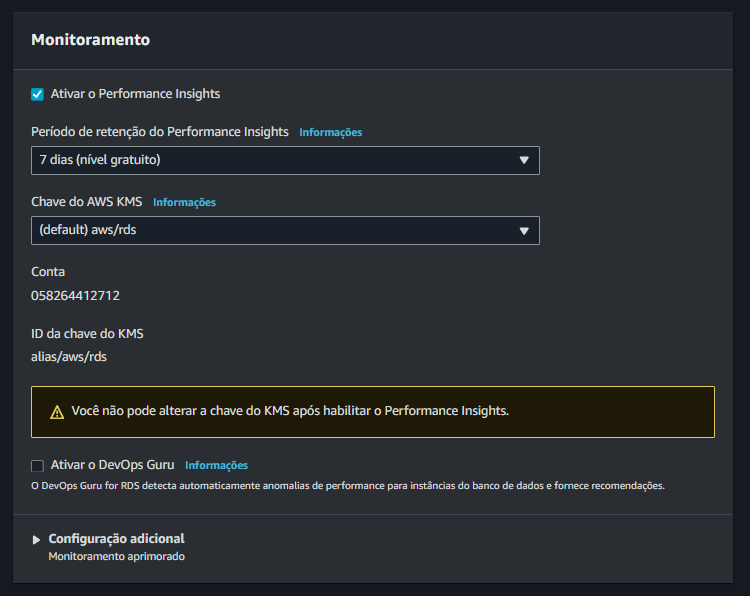 Monitoramento
Ativar o Performance Insights
Período de retenção do Performance Insights Informações
7 dias (nível gratuito)
Chave do AWS KMS Informações
(default) aws/rds
Conta
058264412712
ID da chave do KMS
alias/aws/rds
Você não pode alterar a chave do KMS após habilitar o Performance Insights.
Ativar o DevOps Guru Informações
O DevOps Guru for RDS detecta automaticamente anomalias de performance para instâncias do banco de dados e fornece recomendações.
Configuração adicional
Monitoramento aprimorado